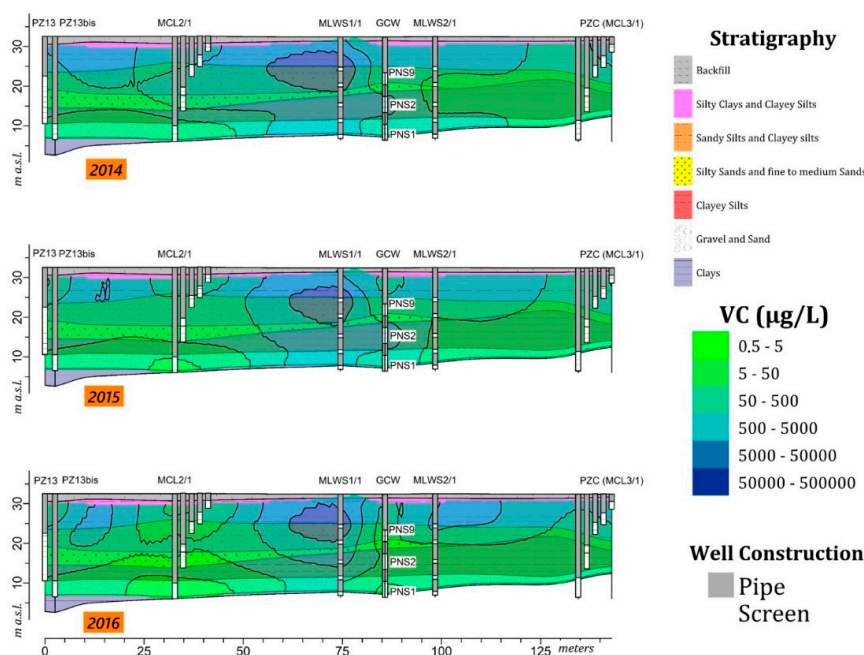 PZ13 PZ13bis MCL2/1 MLWS1/1 GCW MLWS2/1 PZC (MCL3/1)
30
20
10
m a.s.l.
PNS9
PNS2
PNS1
2014
PZ13 PZ13bis MCL2/1 MLWS1/1 GCW MLWS2/1 PZC (MCL3/1)
30
20
10
m a.s.l.
PNS9
PNS2
PNS1
2015
PZ13 PZ13bis MCL2/1 MLWS1/1 GCW MLWS2/1 PZC (MCL3/1)
30
20
10
m a.s.l.
PNS9
PNS2
PNS1
2016
0 25 50 75 100 125 meters
Stratigraphy
Backfill
Silty Clays and Clayey Silts
Sandy Silts and Clayey silts
Silty Sands and fine to medium Sands
Clayey Silts
Gravel and Sand
Clays
VC (µg/L)
0.5 - 5
5 - 50
50 - 500
500 - 5000
5000 - 50000
50000 - 500000
Well Construction
Pipe
Screen